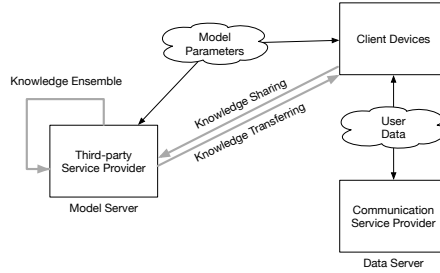 Model
Parameters
Client Devices
Knowledge Ensemble
Knowledge Sharing
Knowledge Transferring
User
Data
Third-party
Service Provider
Model Server
Communication
Service Provider
Data Server